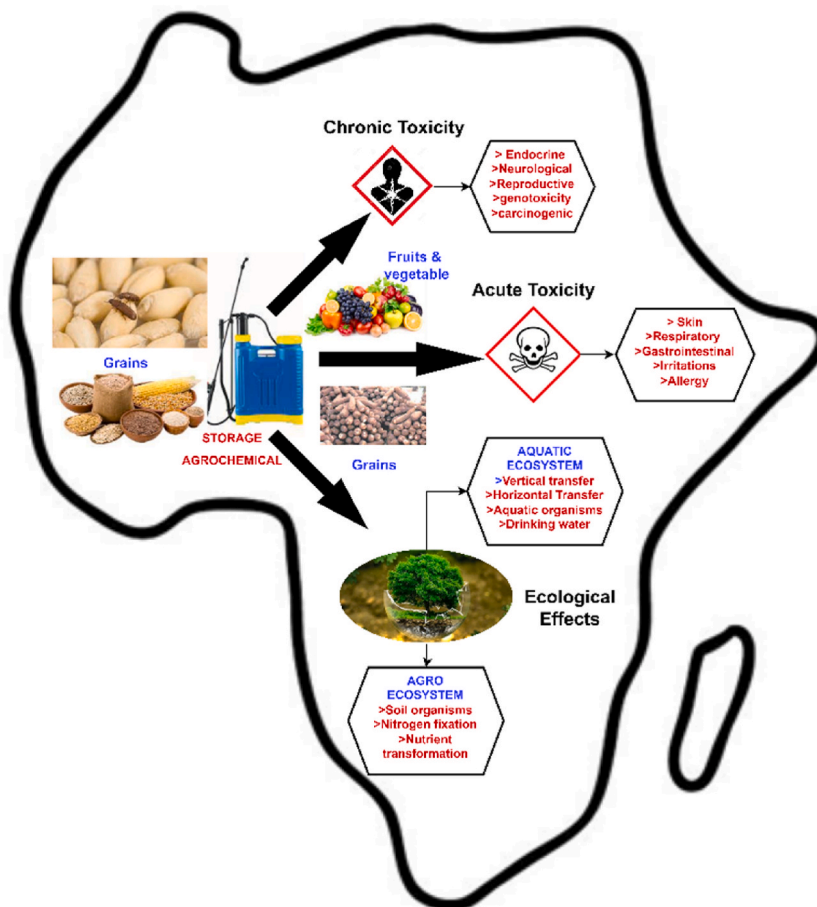 Chronic Toxicity
> Endocrine
>Neurological
>Reproductive
>genotoxicity
>carcinogenic
Fruits &
vegetable
Acute Toxicity
> Skin
>Respiratory
>Gastrointestinal
>Irritations
>Allergy
Grains
STORAGE
AGROCHEMICAL
Grains
AQUATIC
ECOSYSTEM
>Vertical transfer
>Horizontal Transfer
>Aquatic organisms
>Drinking water
Ecological
Effects
AGRO
ECOSYSTEM
>Soil organisms
>Nitrogen fixation
>Nutrient
transformation